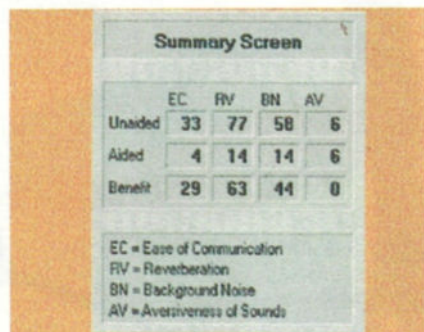 Summary Screen
EC RV BN AV
Unaided 33 77 58 6
Aided 4 14 14 6
Benefit 29 63 44 0
EC = Ease of Communication
RV = Reverberation
BN = Background Noise
AV = Aversiveness of Sounds